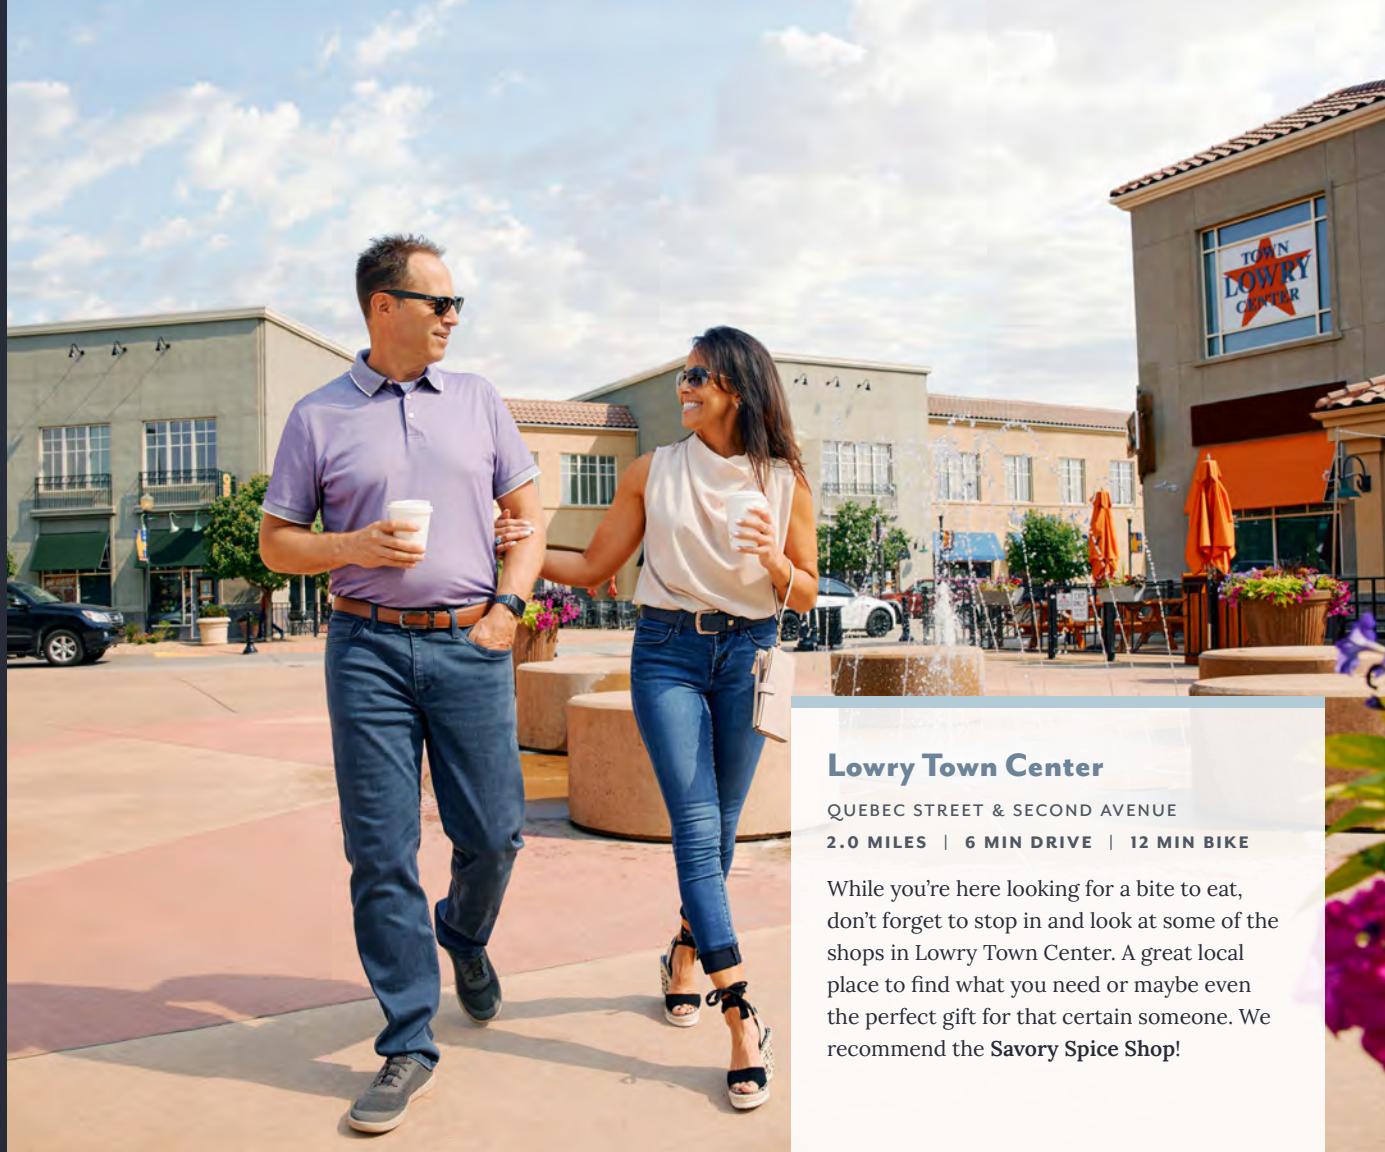 TOWN
LOWRY
CENTER
Lowry Town Center
QUEBEC STREET & SECOND AVENUE
2.0 MILES | 6 MIN DRIVE | 12 MIN BIKE
While you’re here looking for a bite to eat,
don’t forget to stop in and look at some of the
shops in Lowry Town Center. A great local
place to find what you need or maybe even
the perfect gift for that certain someone. We
recommend the Savory Spice Shop!